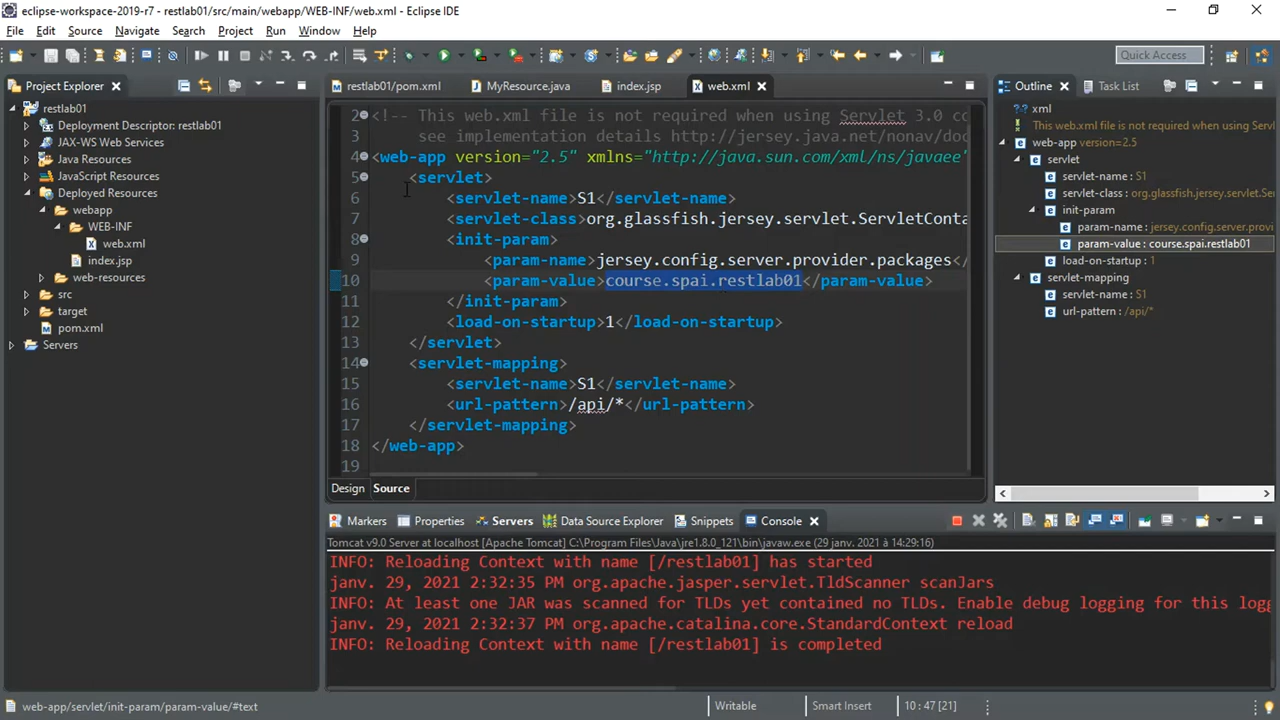 eclipse-workspace-2019-r7 - restlab01/src/main/webapp/WEB-INF/web.xml - Eclipse IDE
File Edit Source Navigate Search Project Run Window Help
Quick Access
Project Explorer
restlab01
Deployment Descriptor: restlab01
JAX-WS Web Services
Java Resources
JavaScript Resources
Deployed Resources
webapp
WEB-INF
web.xml
index.jsp
web-resources
src
target
pom.xml
Servers
restlab01/pom.xml MyResource.java index.jsp web.xml
2 <!-- This web.xml file is not required when using Servlet 3.0 co
3 see implementation details http://jersey.java.net/nonav/doc
4 <web-app version="2.5" xmlns="http://java.sun.com/xml/ns/javaee"
5 <servlet>
6 <servlet-name>S1</servlet-name>
7 <servlet-class>org.glassfish.jersey.servlet.ServletConta
8 <init-param>
9 <param-name>jersey.config.server.provider.packages</
10 <param-value>course.spai.restlab01</param-value>
11 </init-param>
12 <load-on-startup>1</load-on-startup>
13 </servlet>
14 <servlet-mapping>
15 <servlet-name>S1</servlet-name>
16 <url-pattern>/api/*</url-pattern>
17 </servlet-mapping>
18 </web-app>
19
Design Source
Outline Task List
?? xml
This web.xml file is not required when using Servlet 3.0
web-app version=2.5
servlet
servlet-name : S1
servlet-class : org.glassfish.jersey.server.Se
init-param
param-name : jersey.config.server.provi
param-value : course.spai.restlab01
load-on-startup : 1
servlet-mapping
servlet-name : S1
url-pattern : /api/*
Markers Properties Servers Data Source Explorer Snippets Console
Tomcat v9.0 Server at localhost [Apache Tomcat] C:\Program Files\Java\jre1.8.0_121\bin\javaw.exe (29 janv. 2021 à 14:29:16)
INFO: Reloading Context with name [/restlab01] has started
janv. 29, 2021 2:32:35 PM org.apache.jasper.servlet.TldScanner scanJars
INFO: At least one JAR was scanned for TLDs yet contained no TLDs. Enable debug logging for this logg
janv. 29, 2021 2:32:37 PM org.apache.catalina.core.StandardContext reload
INFO: Reloading Context with name [/restlab01] is completed
web-app/servlet/init-param/param-value/#text
Writable
Smart Insert
10 : 47 [21]